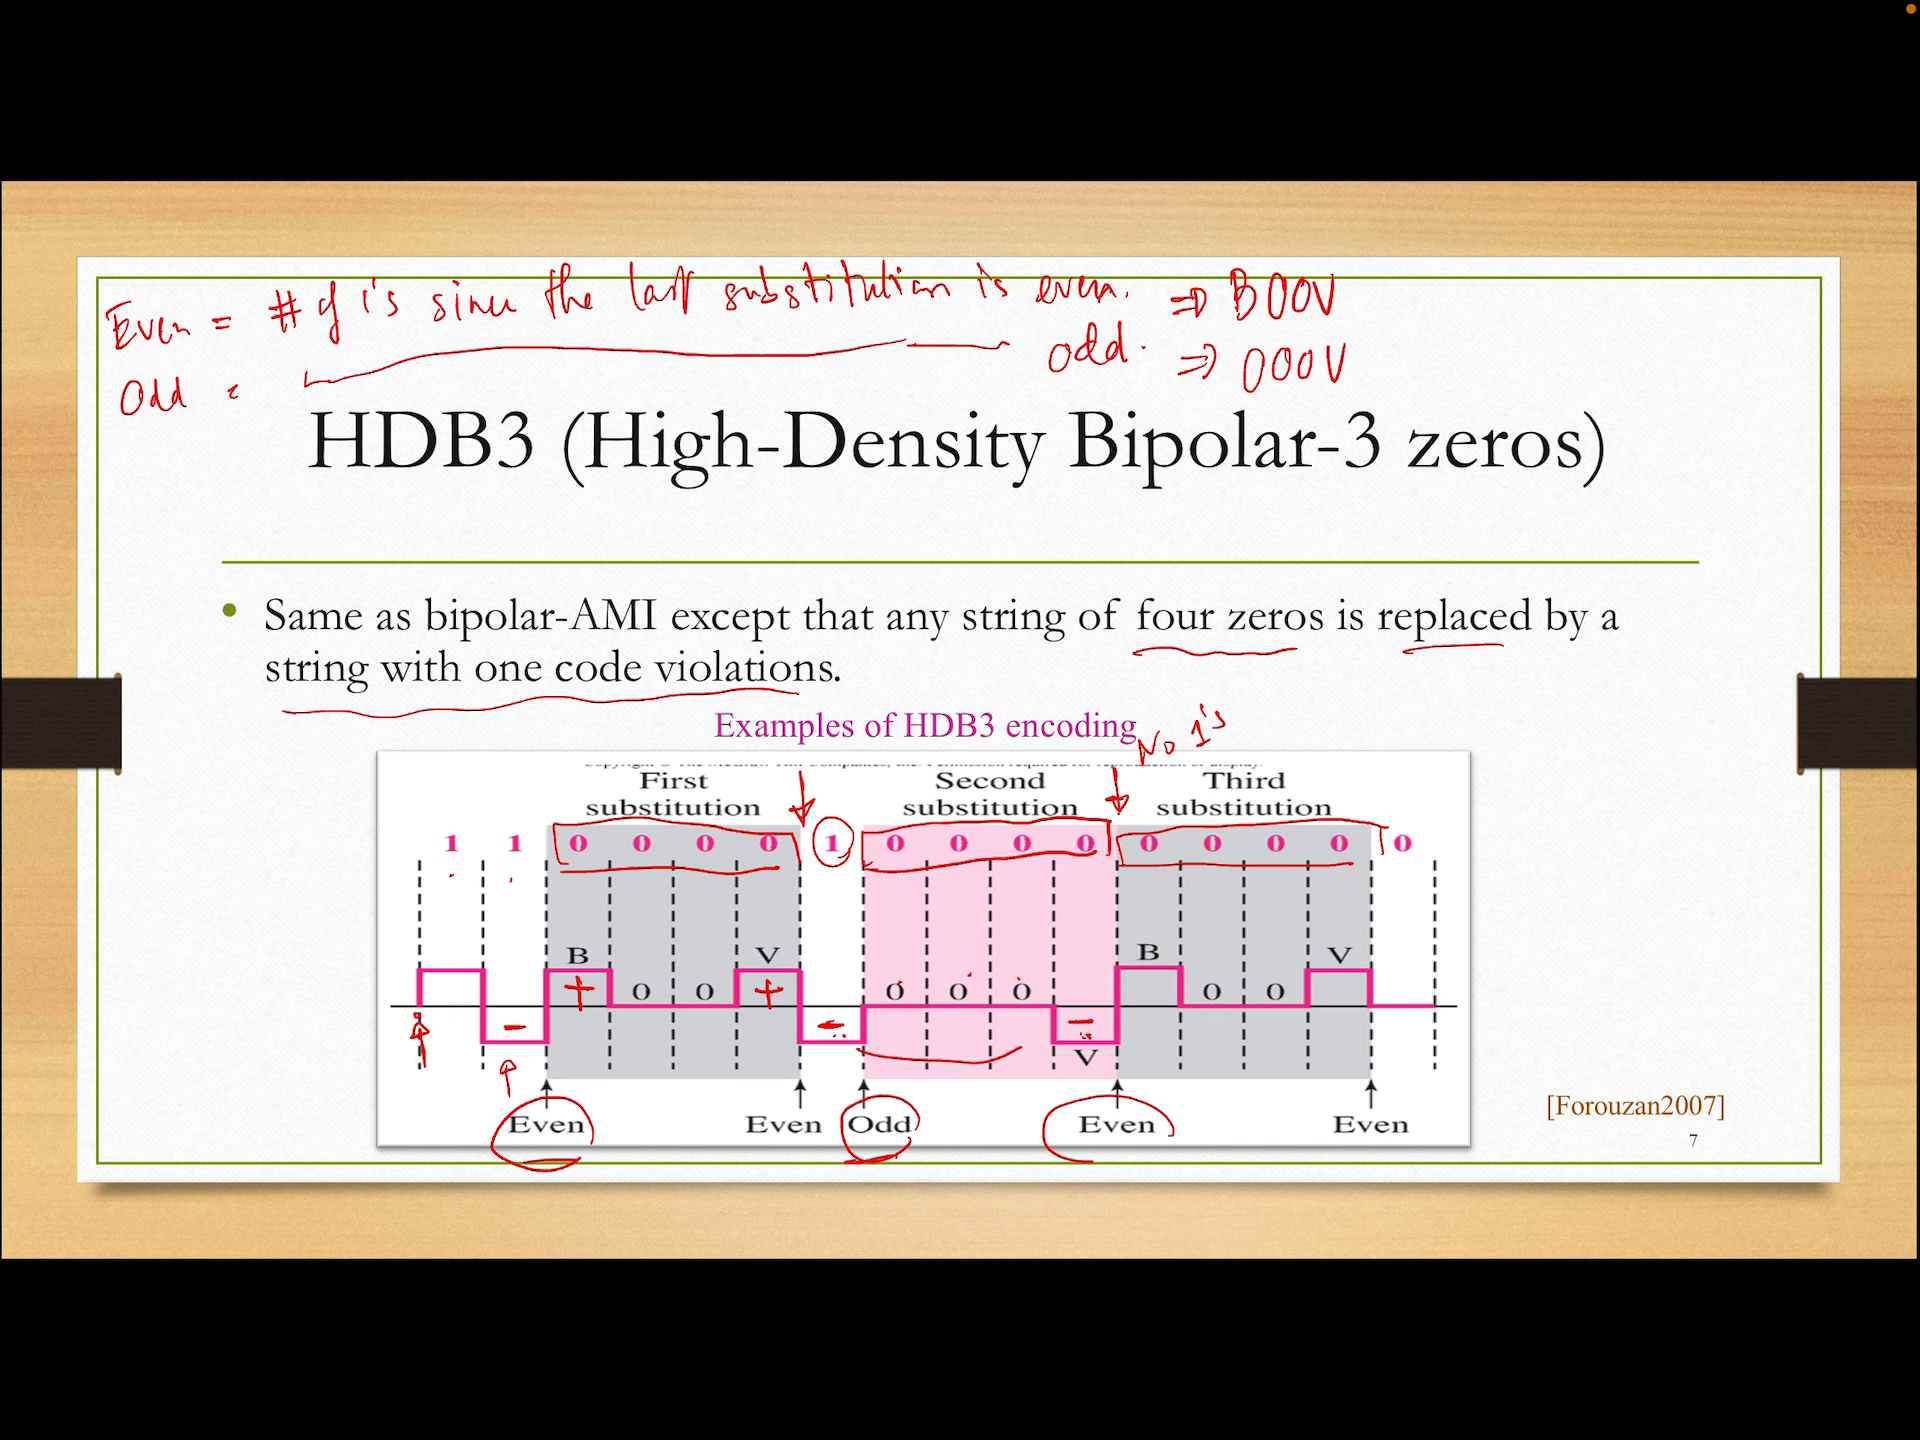 Even = # of 1's since the last substitution is even. ⇒ B00V
Odd = odd. ⇒ 000V
HDB3 (High-Density Bipolar-3 zeros)
• Same as bipolar-AMI except that any string of four zeros is replaced by a
string with one code violations.
Examples of HDB3 encoding
No 1's
First substitution
Second substitution
Third substitution
1 1 0 0 0 0 1 0 0 0 0 0 0 0 0 0
B V B V
+ 0 0 + 0 0 0 0 0
- - -
V
Even Even Odd Even Even
[Forouzan2007]
7